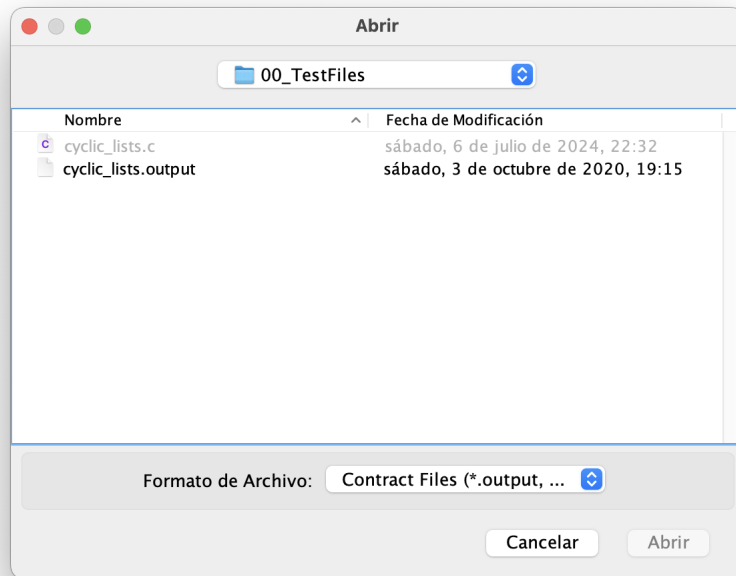 Abrir
00_TestFiles
Nombre Fecha de Modificación
C cyclic_lists.c sábado, 6 de julio de 2024, 22:32
cyclic_lists.output sábado, 3 de octubre de 2020, 19:15
Formato de Archivo: Contract Files (*.output, ...
Cancelar Abrir